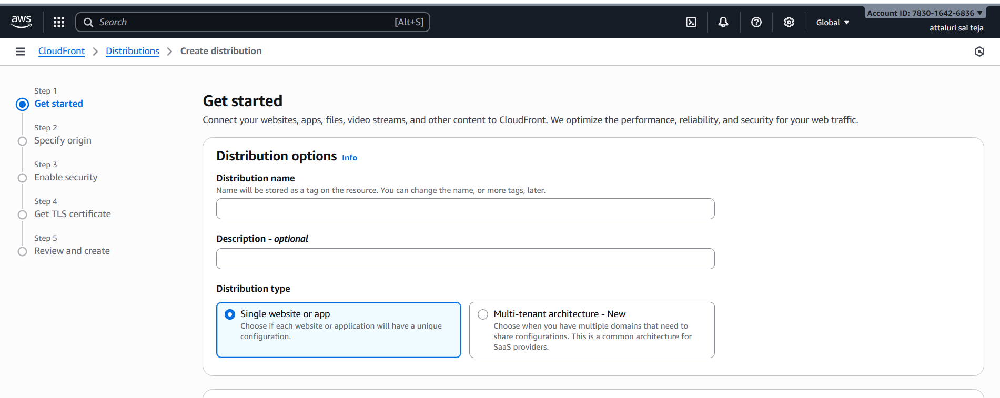 aws
Search [Alt+S]
Global ▼
Account ID: 7830-1642-6836 ▼
attaluri sai teja
CloudFront > Distributions > Create distribution
Step 1
Get started
Step 2
Specify origin
Step 3
Enable security
Step 4
Get TLS certificate
Step 5
Review and create
Get started
Connect your websites, apps, files, video streams, and other content to CloudFront. We optimize the performance, reliability, and security for your web traffic.
Distribution options Info
Distribution name
Name will be stored as a tag on the resource. You can change the name, or more tags, later.
Description - optional
Distribution type
Single website or app
Choose if each website or application will have a unique
configuration.
Multi-tenant architecture - New
Choose when you have multiple domains that need to
share configurations. This is a common architecture for
SaaS providers.